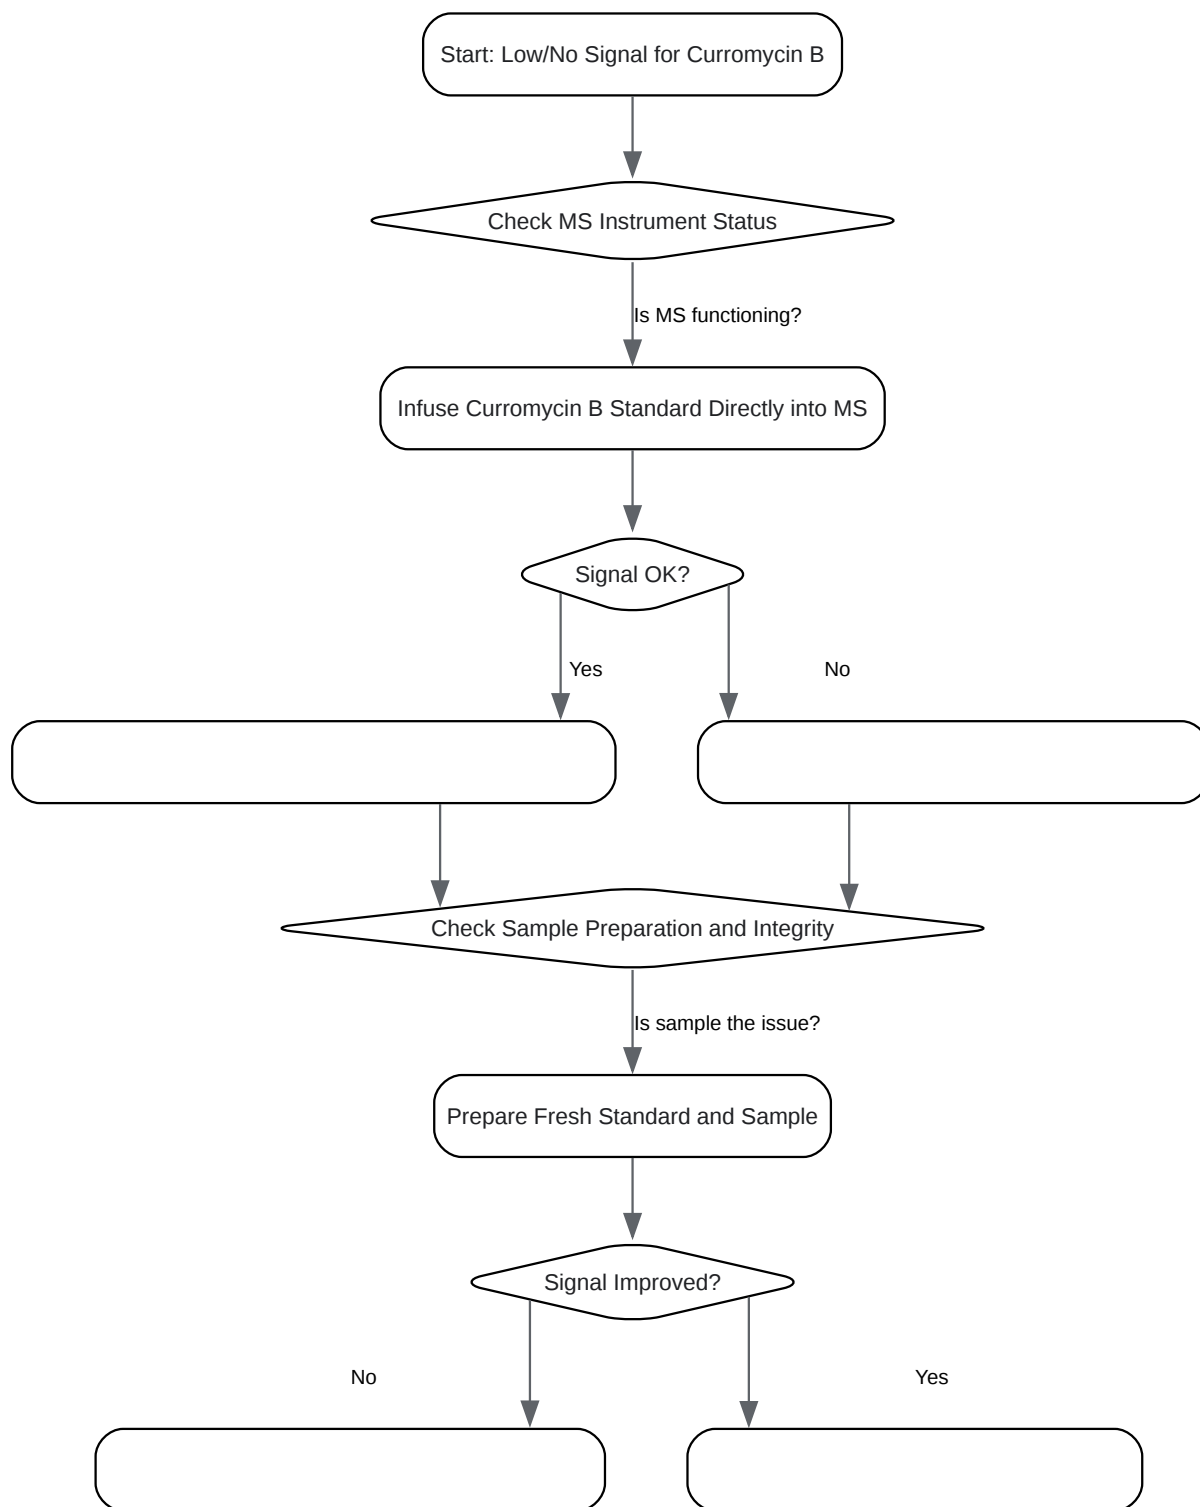 Start: Low/No Signal for Curromycin B
Check MS Instrument Status
Is MS functioning?
Infuse Curromycin B Standard Directly into MS
Signal OK?
Yes
No
Check Sample Preparation and Integrity
Is sample the issue?
Prepare Fresh Standard and Sample
Signal Improved?
No
Yes